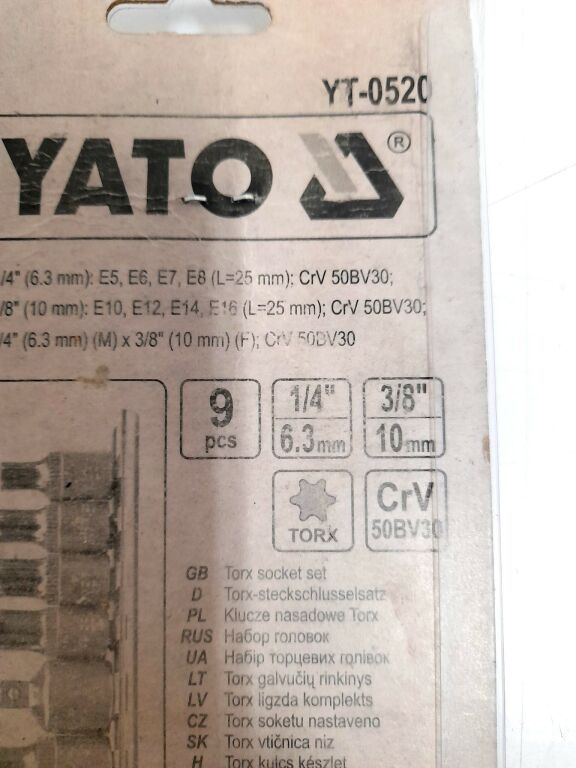 YT-0520
YATO ®
/4" (6.3 mm): E5, E6, E7, E8 (L=25 mm); CrV 50BV30;
/8" (10 mm): E10, E12, E14, E16 (L=25 mm); CrV 50BV30;
/4" (6.3 mm) (M) x 3/8" (10 mm) (F); CrV 50BV30
9
pcs
1/4"
6.3mm
3/8"
10mm
TORX
CrV
50BV30
GB Torx socket set
D Torx-steckschlusselsatz
PL Klucze nasadowe Torx
RUS Набор головок
UA Набір торцевих голівок
LT Torx galvučių rinkinys
LV Torx ligzda komplekts
CZ Torx soketu nastaveno
SK Torx vtičnica niz
H Torx kulcs készlet